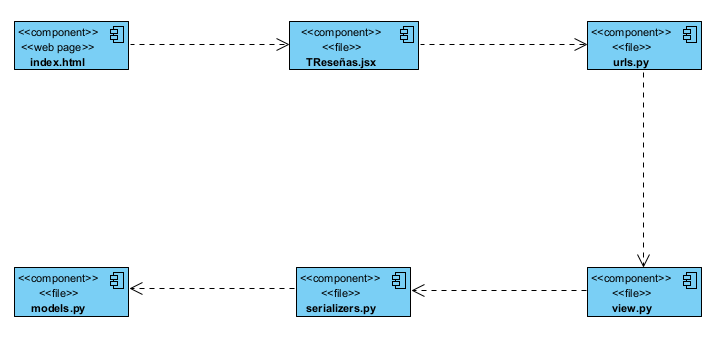 <<component>>
<<web page>>
index.html
<<component>>
<<file>>
TReseñas.jsx
<<component>>
<<file>>
urls.py
<<component>>
<<file>>
models.py
<<component>>
<<file>>
serializers.py
<<component>>
<<file>>
view.py